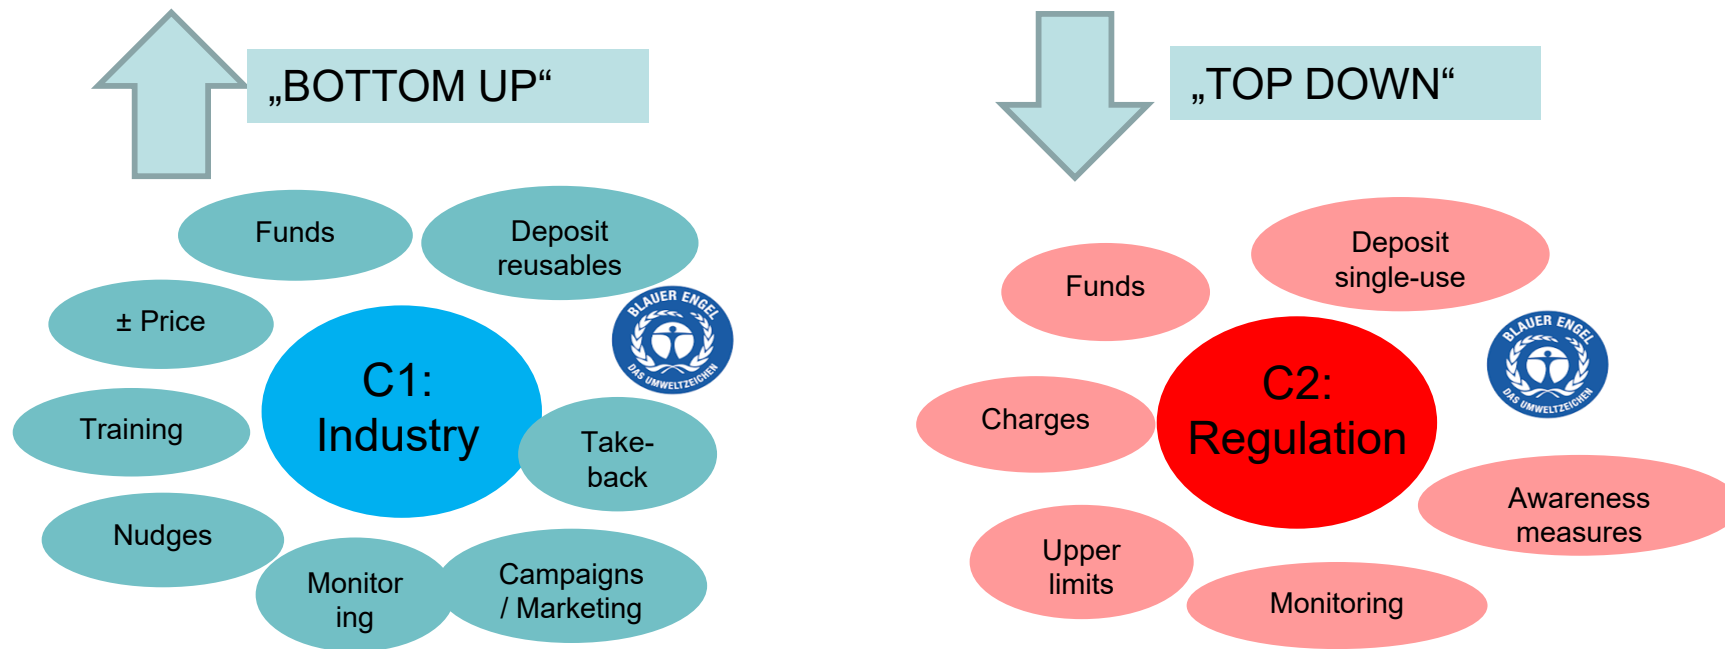 „BOTTOM UP“
Funds
Deposit
reusables
± Price
BLAUER ENGEL
DAS UMWELTZEICHEN
C1:
Industry
Training
Take-
back
Nudges
Monitor
ing
Campaigns
/ Marketing
„TOP DOWN“
Deposit
single-use
Funds
BLAUER ENGEL
DAS UMWELTZEICHEN
C2:
Regulation
Charges
Awareness
measures
Upper
limits
Monitoring